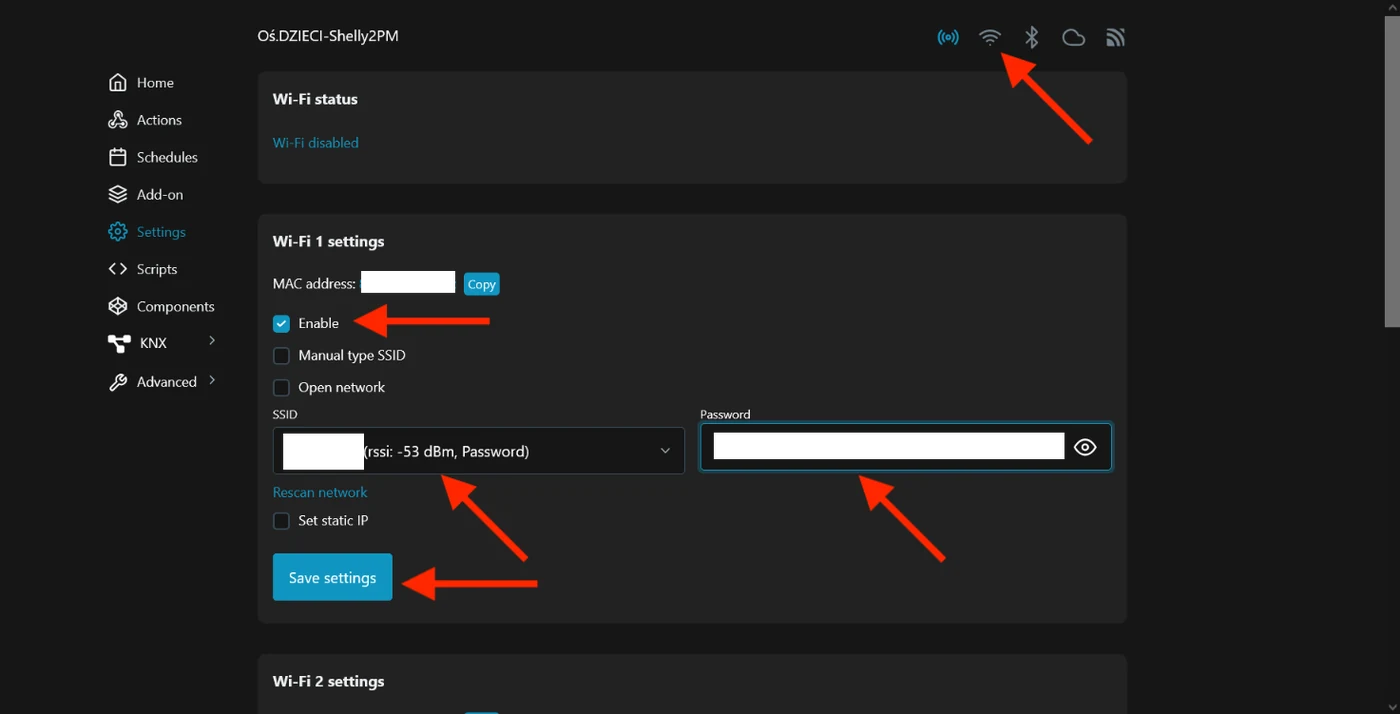 Oś.DZIECI-Shelly2PM
Home
Actions
Schedules
Add-on
Settings
Scripts
Components
KNX
Advanced
Wi-Fi status
Wi-Fi disabled
Wi-Fi 1 settings
MAC address: Copy
Enable
Manual type SSID
Open network
SSID
(rssi: -53 dBm, Password)
Password
Rescan network
Set static IP
Save settings
Wi-Fi 2 settings